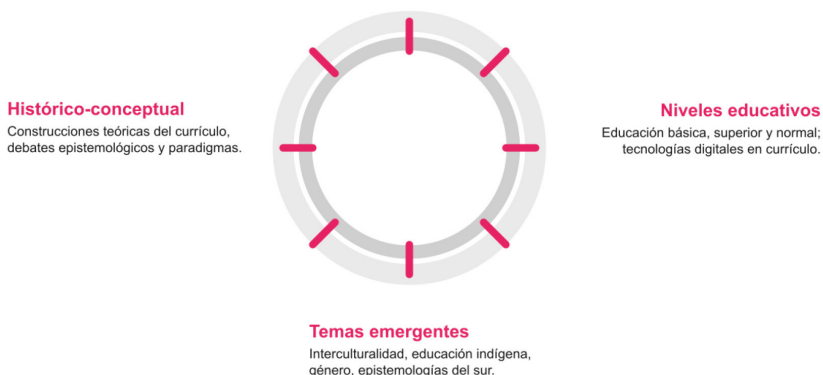 Histórico-conceptual
Construcciones teóricas del currículo,
debates epistemológicos y paradigmas.
Niveles educativos
Educación básica, superior y normal;
tecnologías digitales en currículo.
Temas emergentes
Interculturalidad, educación indígena,
género, epistemologías del sur.